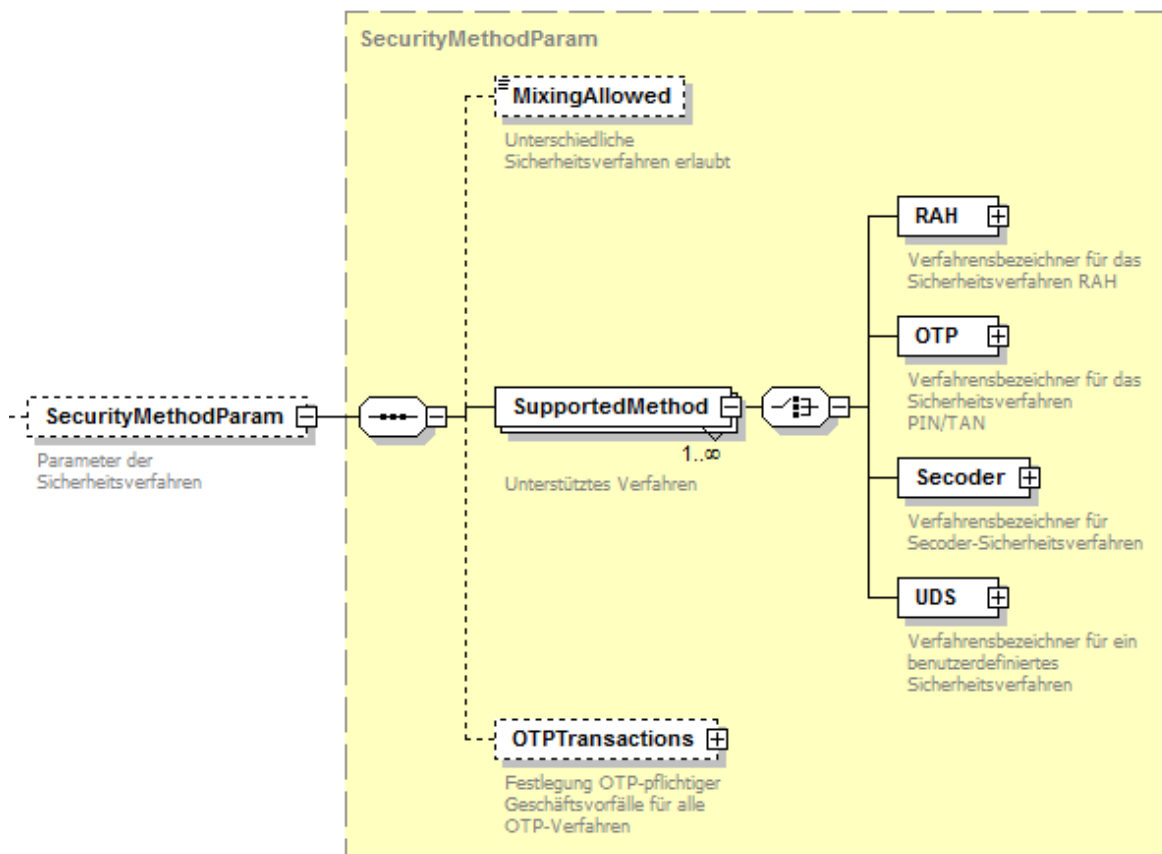 SecurityMethodParam
MixingAllowed
Unterschiedliche
Sicherheitsverfahren erlaubt
RAH
Verfahrensbezeichner für das
Sicherheitsverfahren RAH
OTP
Verfahrensbezeichner für das
Sicherheitsverfahren
PIN/TAN
SecurityMethodParam
Parameter der
Sicherheitsverfahren
SupportedMethod
1..∞
Unterstütztes Verfahren
Secoder
Verfahrensbezeichner für
Secoder-Sicherheitsverfahren
UDS
Verfahrensbezeichner für ein
benutzerdefiniertes
Sicherheitsverfahren
OTPTransactions
Festlegung OTP-pflichtiger
Geschäftsvorfälle für alle
OTP-Verfahren